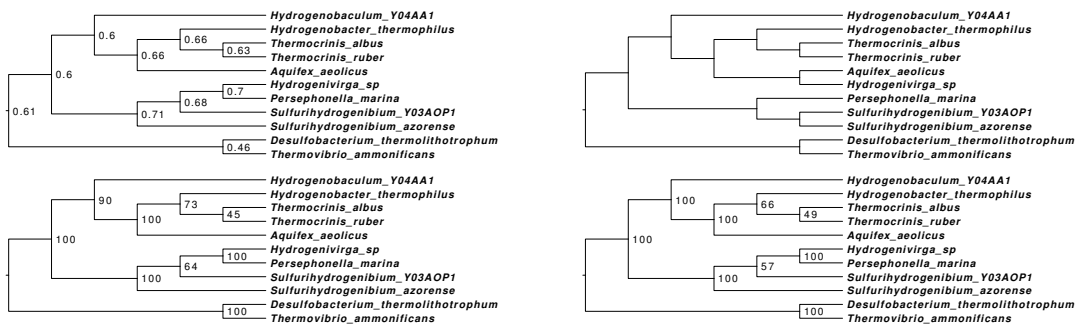 Hydrogenobaculum_Y04AA1
0.6
Hydrogenobacter_thermophilus
0.66
Thermocrinis_albus
0.66
0.63
Thermocrinis_ruber
0.6
Aquifex_aeolicus
Hydrogenivirga_sp
0.7
Persephonella_marina
0.68
0.61
0.71
Sulfurihydrogenibium_Y03AOP1
Sulfurihydrogenibium_azorense
Desulfobacterium_thermolithotrophum
0.46
Thermovibrio_ammonificans
Hydrogenobaculum_Y04AA1
Hydrogenobacter_thermophilus
Thermocrinis_albus
Thermocrinis_ruber
Aquifex_aeolicus
Hydrogenivirga_sp
Persephonella_marina
Sulfurihydrogenibium_Y03AOP1
Sulfurihydrogenibium_azorense
Desulfobacterium_thermolithotrophum
Thermovibrio_ammonificans
Hydrogenobaculum_Y04AA1
90
Hydrogenobacter_thermophilus
73
Thermocrinis_albus
100
45
Thermocrinis_ruber
100
Aquifex_aeolicus
Hydrogenivirga_sp
100
Persephonella_marina
64
100
Sulfurihydrogenibium_Y03AOP1
Sulfurihydrogenibium_azorense
Desulfobacterium_thermolithotrophum
100
Thermovibrio_ammonificans
Hydrogenobaculum_Y04AA1
100
Hydrogenobacter_thermophilus
66
Thermocrinis_albus
100
49
Thermocrinis_ruber
100
Aquifex_aeolicus
Hydrogenivirga_sp
100
Persephonella_marina
57
100
Sulfurihydrogenibium_Y03AOP1
Sulfurihydrogenibium_azorense
Desulfobacterium_thermolithotrophum
100
Thermovibrio_ammonificans